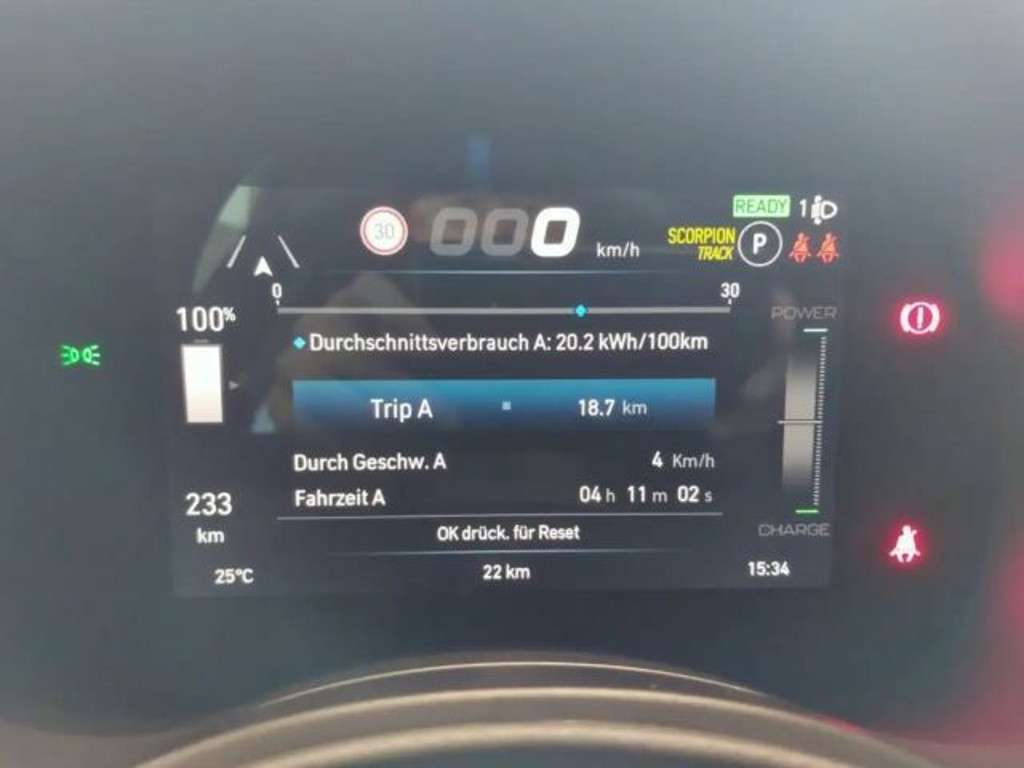 READY 1
30 000 km/h
SCORPION
TRACK
P
0 30
100%
POWER
Durchschnittsverbrauch A: 20.2 kWh/100km
Trip A 18.7 km
Durch Geschw. A 4 Km/h
Fahrzeit A 04 h 11 m 02 s
233
km
OK drück. für Reset
CHARGE
25°C 22 km 15:34